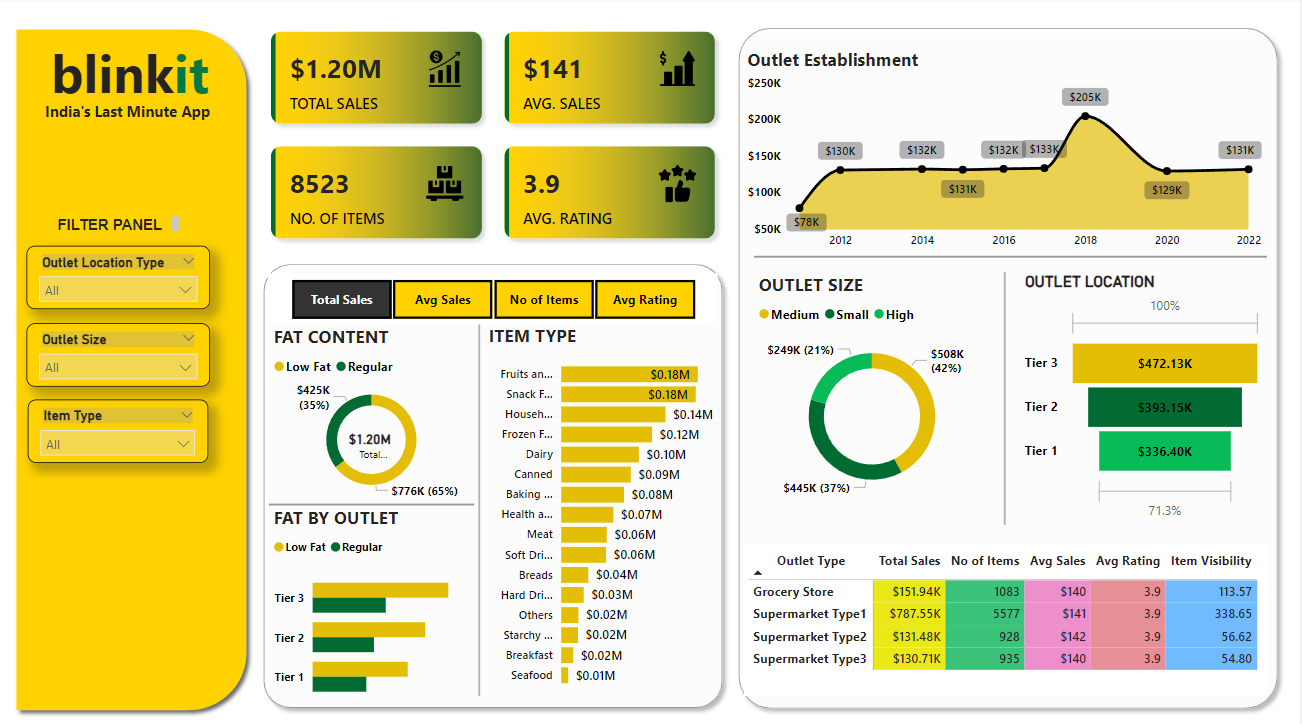 blinkit
India's Last Minute App
FILTER PANEL
Outlet Location Type
All
Outlet Size
All
Item Type
All
$1.20M
TOTAL SALES
$141
AVG. SALES
8523
NO. OF ITEMS
3.9
AVG. RATING
Total Sales
Avg Sales
No of Items
Avg Rating
FAT CONTENT
Low Fat Regular
$425K
(35%)
$1.20M
Total...
$776K (65%)
FAT BY OUTLET
Low Fat Regular
Tier 3
Tier 2
Tier 1
ITEM TYPE
Fruits an... $0.18M
Snack F... $0.18M
Househ... $0.14M
Frozen F... $0.12M
Dairy $0.10M
Canned $0.09M
Baking ... $0.08M
Health a... $0.07M
Meat $0.06M
Soft Dri... $0.06M
Breads $0.04M
Hard Dri... $0.03M
Others $0.02M
Starchy ... $0.02M
Breakfast $0.02M
Seafood $0.01M
Outlet Establishment
$250K
$200K
$150K
$100K
$50K
$78K
$130K
$132K
$131K
$132K
$133K
$205K
$129K
$131K
2012 2014 2016 2018 2020 2022
OUTLET SIZE
Medium Small High
$249K (21%)
$508K
(42%)
$445K (37%)
OUTLET LOCATION
100%
Tier 3 $472.13K
Tier 2 $393.15K
Tier 1 $336.40K
71.3%
Outlet Type Total Sales No of Items Avg Sales Avg Rating Item Visibility
Grocery Store $151.94K 1083 $140 3.9 113.57
Supermarket Type1 $787.55K 5577 $141 3.9 338.65
Supermarket Type2 $131.48K 928 $142 3.9 56.62
Supermarket Type3 $130.71K 935 $140 3.9 54.80